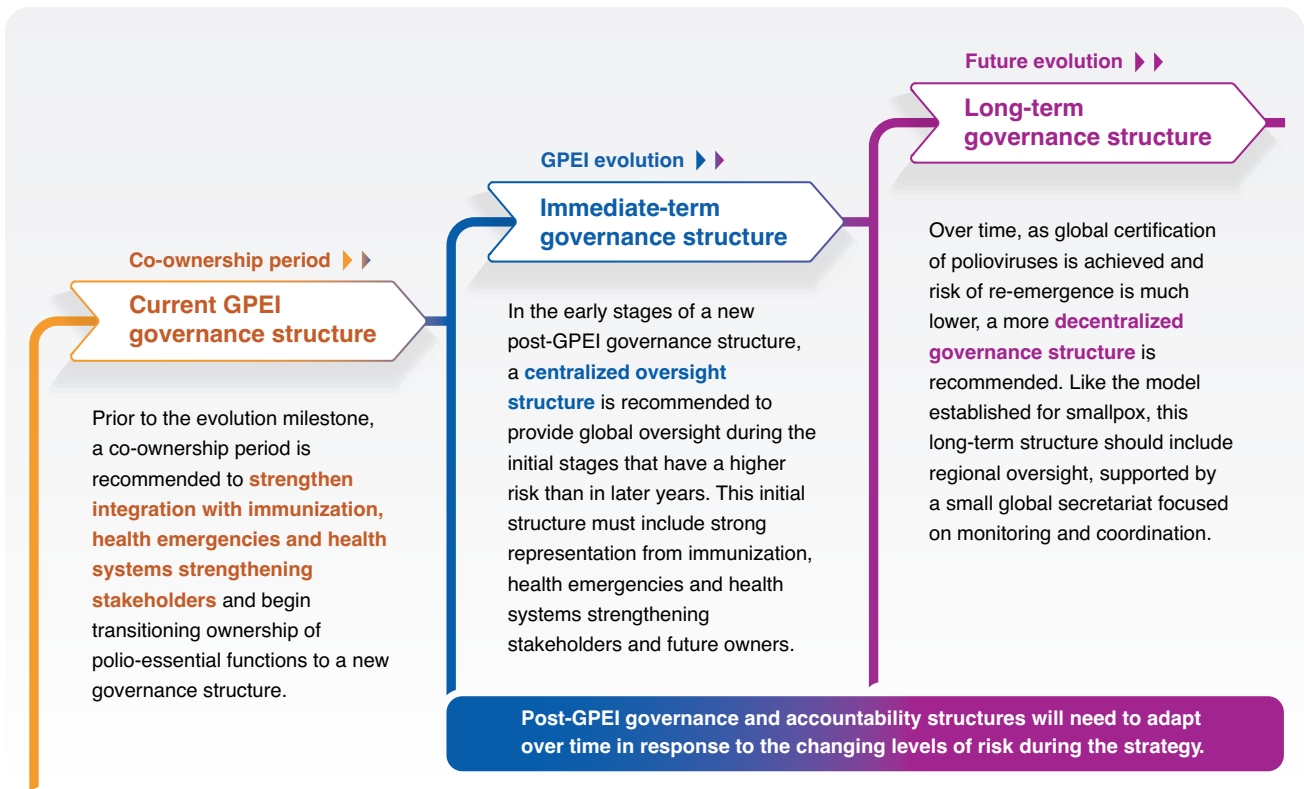 Co-ownership period
Current GPEI
governance structure
Prior to the evolution milestone,
a co-ownership period is
recommended to strengthen
integration with immunization,
health emergencies and health
systems strengthening
stakeholders and begin
transitioning ownership of
polio-essential functions to a new
governance structure.
GPEI evolution
Immediate-term
governance structure
In the early stages of a new
post-GPEI governance structure,
a centralized oversight
structure is recommended to
provide global oversight during the
initial stages that have a higher
risk than in later years. This initial
structure must include strong
representation from immunization,
health emergencies and health
systems strengthening
stakeholders and future owners.
Future evolution
Long-term
governance structure
Over time, as global certification
of polioviruses is achieved and
risk of re-emergence is much
lower, a more decentralized
governance structure is
recommended. Like the model
established for smallpox, this
long-term structure should include
regional oversight, supported by
a small global secretariat focused
on monitoring and coordination.
Post-GPEI governance and accountability structures will need to adapt
over time in response to the changing levels of risk during the strategy.